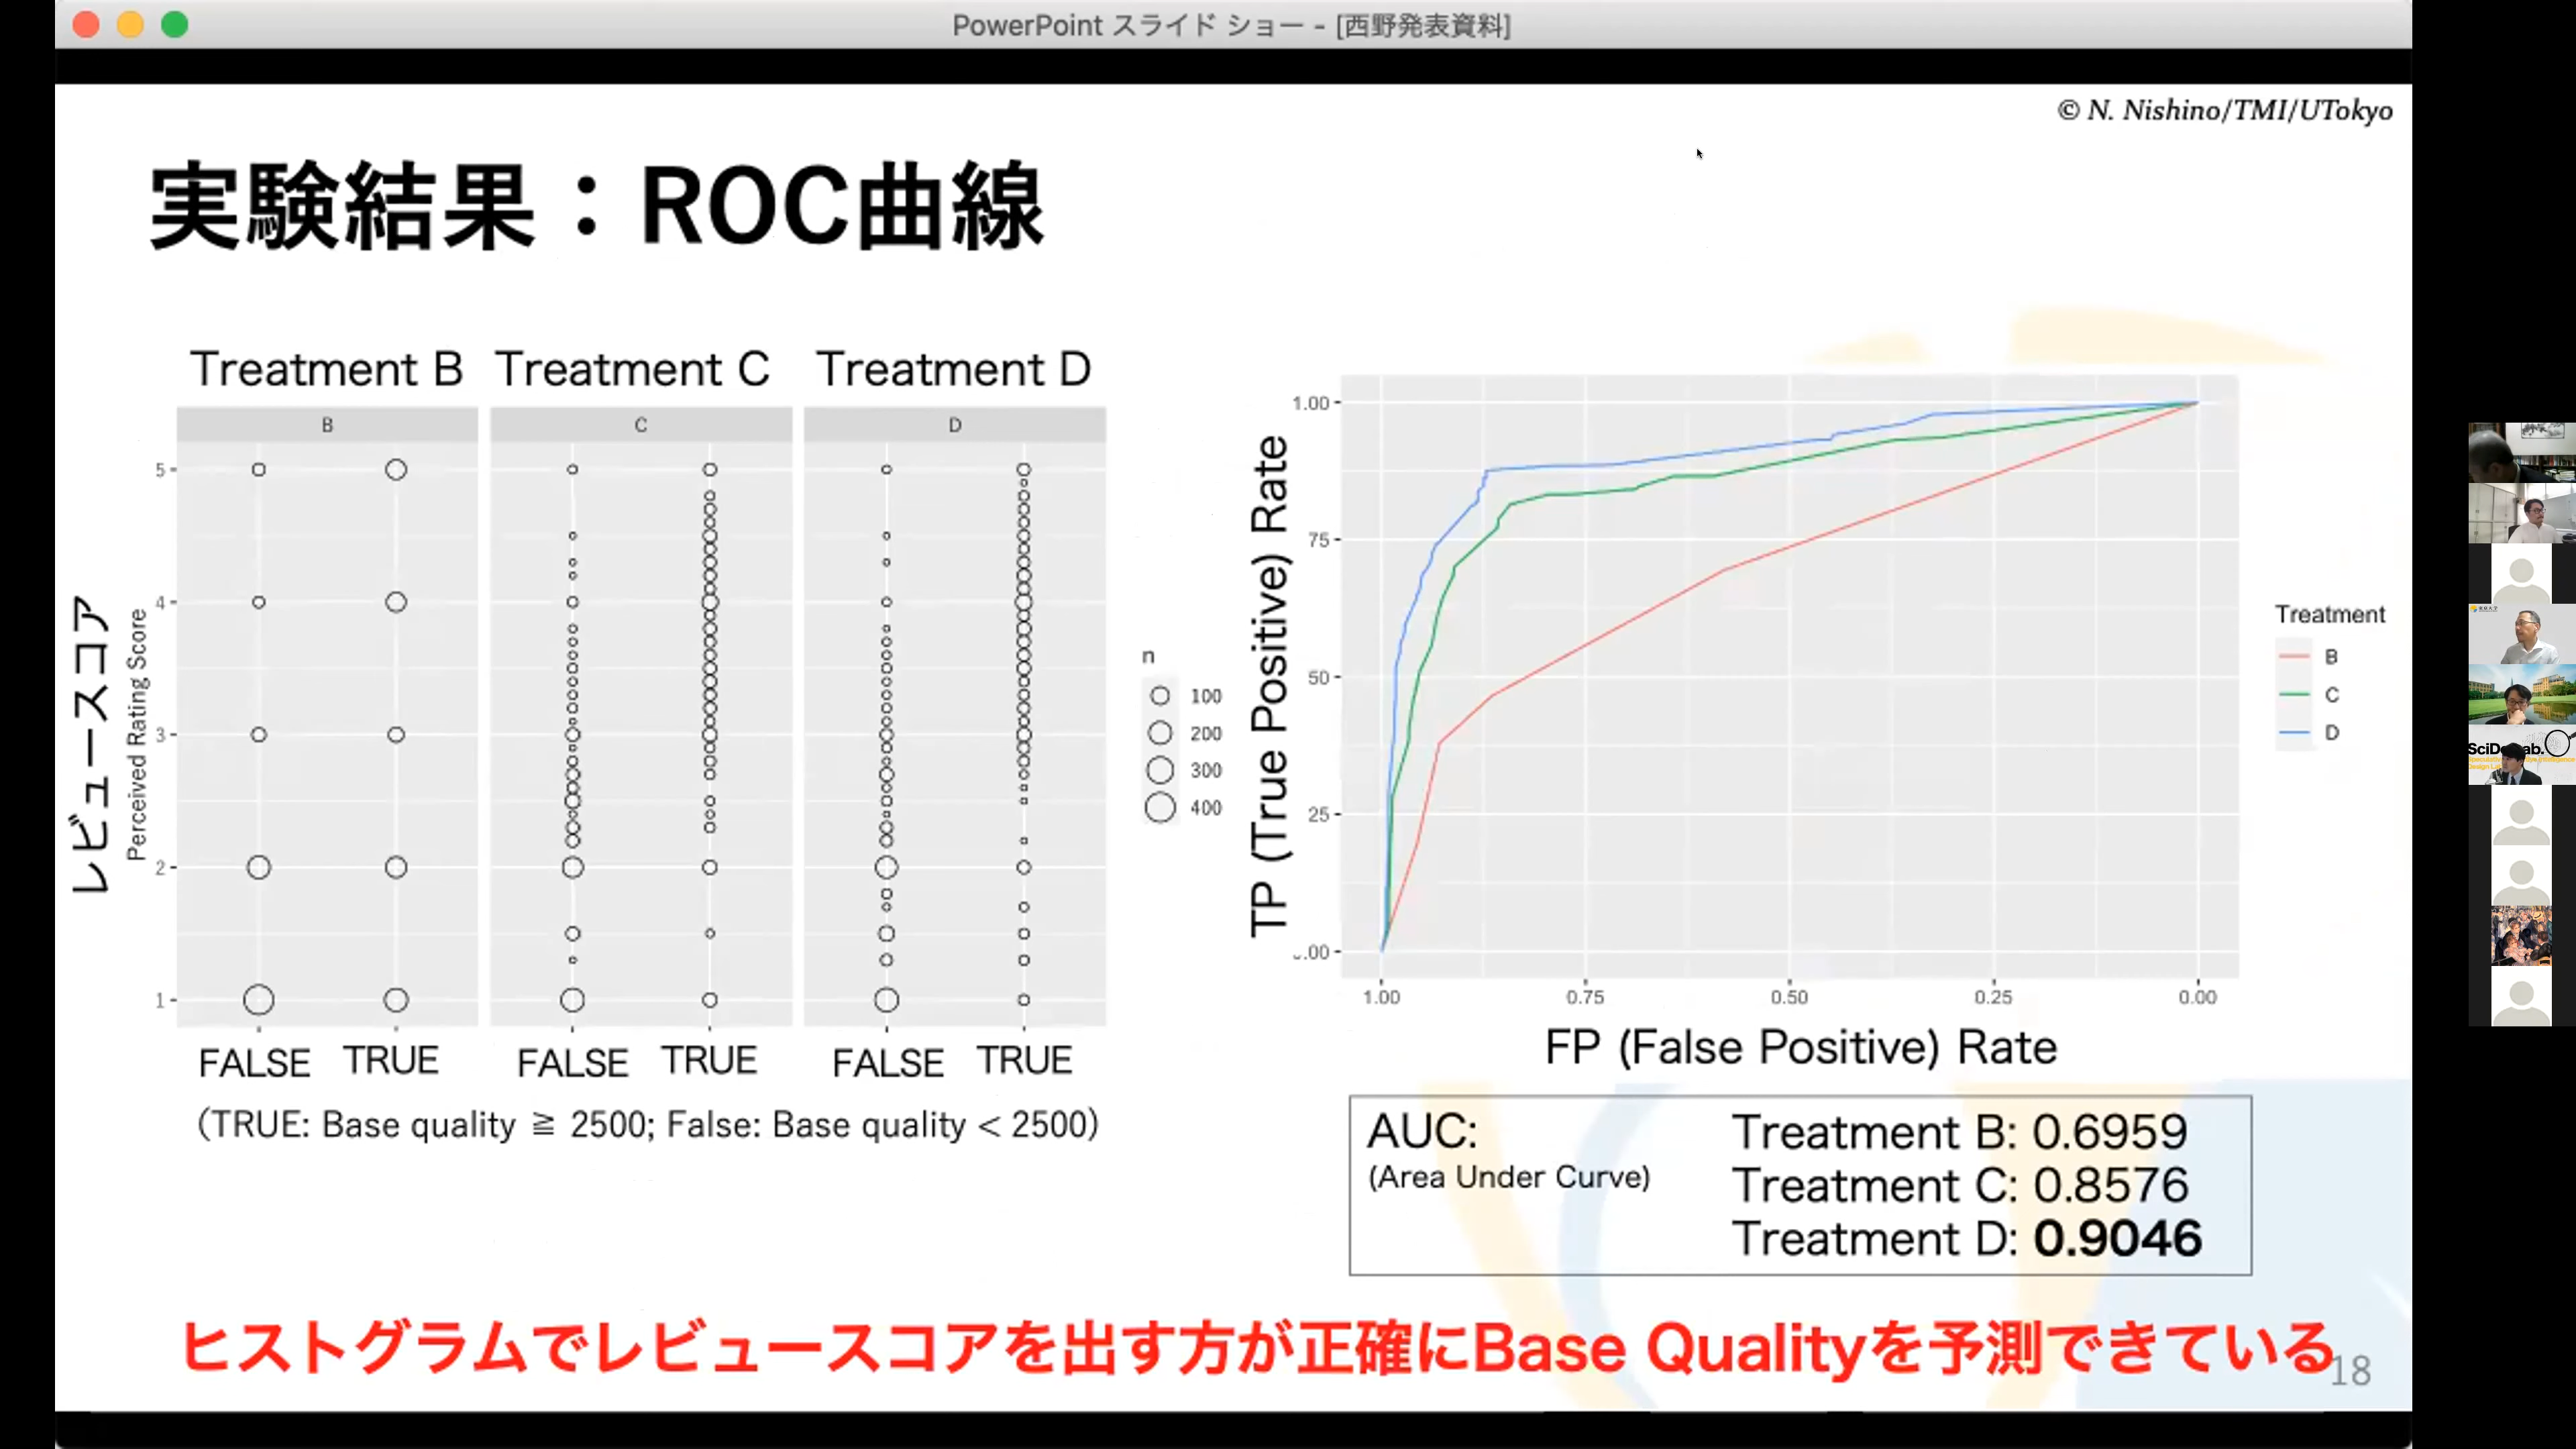 PowerPoint スライド ショー - [西野発表資料]
© N. Nishino/TMI/UTokyo
実験結果：ROC曲線
Treatment B
Treatment C
Treatment D
B
C
D
レビュースコア
Perceived Rating Score
5
4
3
2
1
FALSE
TRUE
FALSE
TRUE
FALSE
TRUE
(TRUE: Base quality ≧ 2500; False: Base quality < 2500)
n
100
200
300
400
TP (True Positive) Rate
1.00
75
50
25
.00
1.00
0.75
0.50
0.25
0.00
FP (False Positive) Rate
Treatment
B
C
D
AUC:
(Area Under Curve)
Treatment B: 0.6959
Treatment C: 0.8576
Treatment D: 0.9046
ヒストグラムでレビュースコアを出す方が正確にBase Qualityを予測できている
18